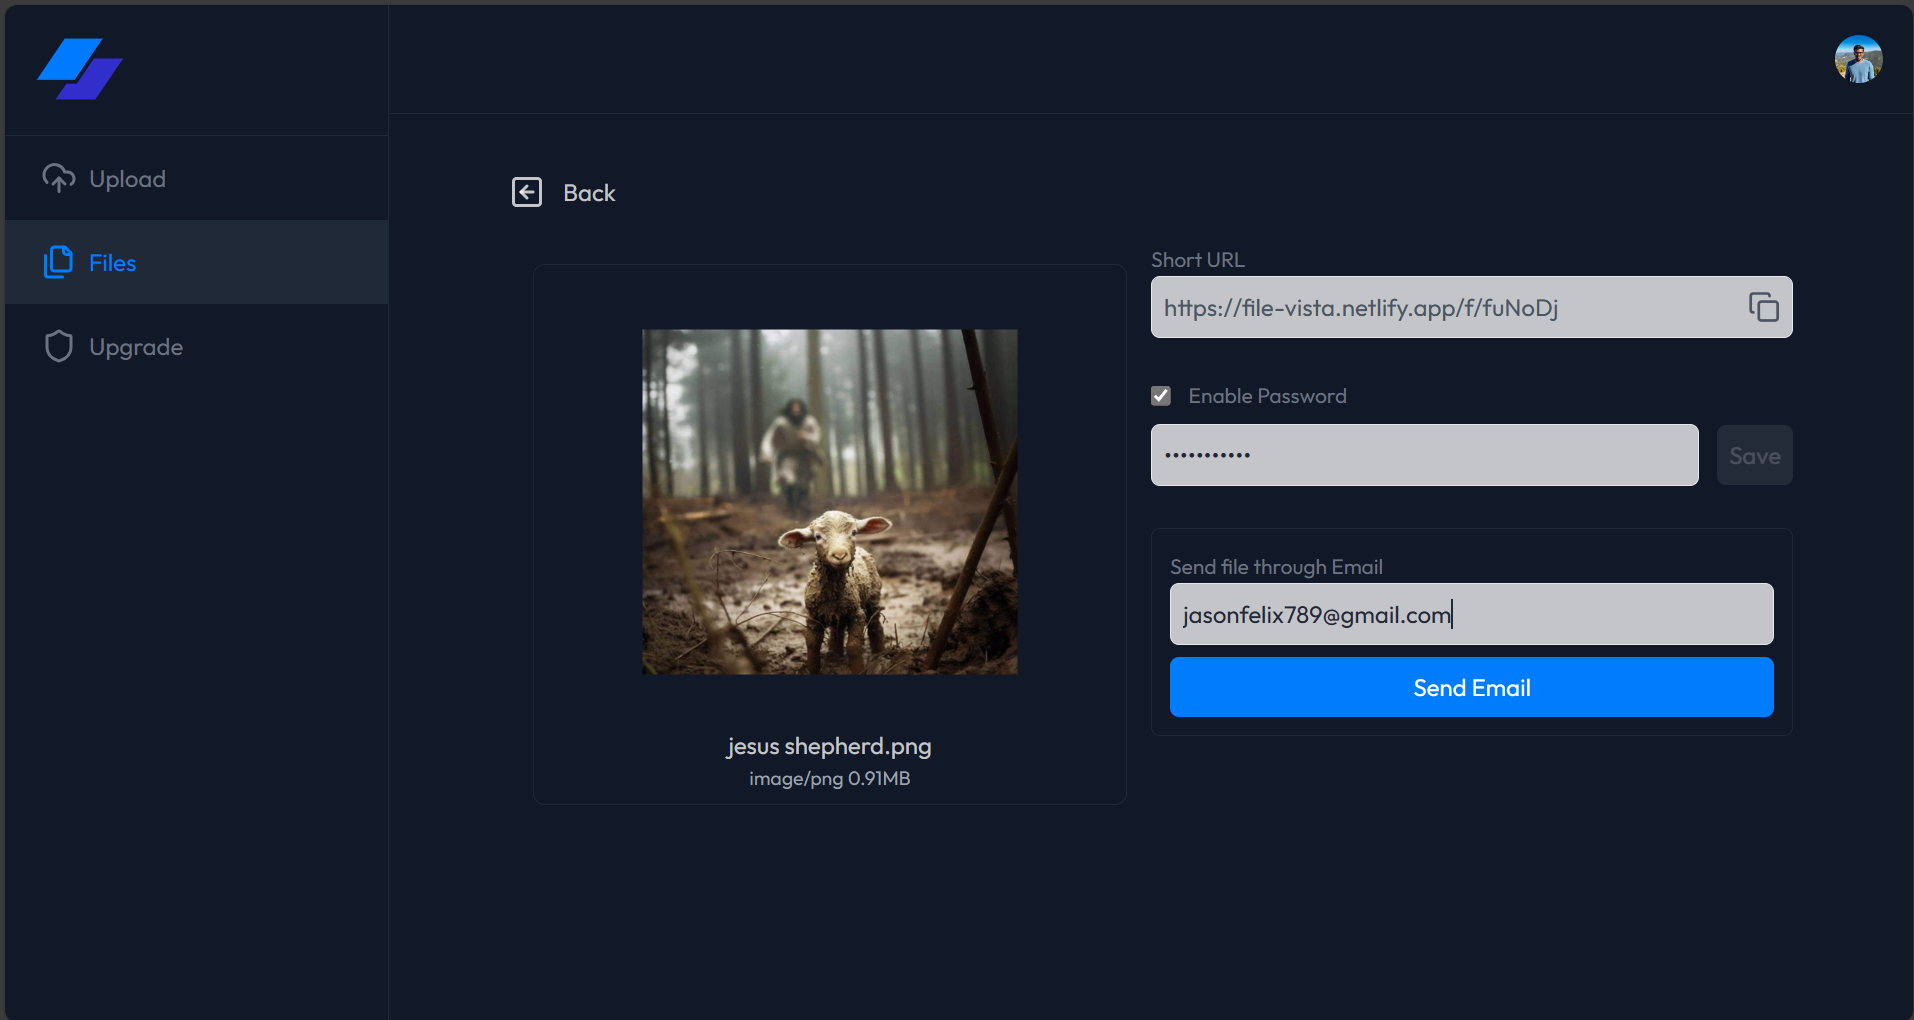 Upload
Files
Upgrade
Back
jesus shepherd.png
image/png 0.91MB
Short URL
https://file-vista.netlify.app/f/fuNoDj
Enable Password
•••••••••••
Save
Send file through Email
jasonfelix789@gmail.com
Send Email